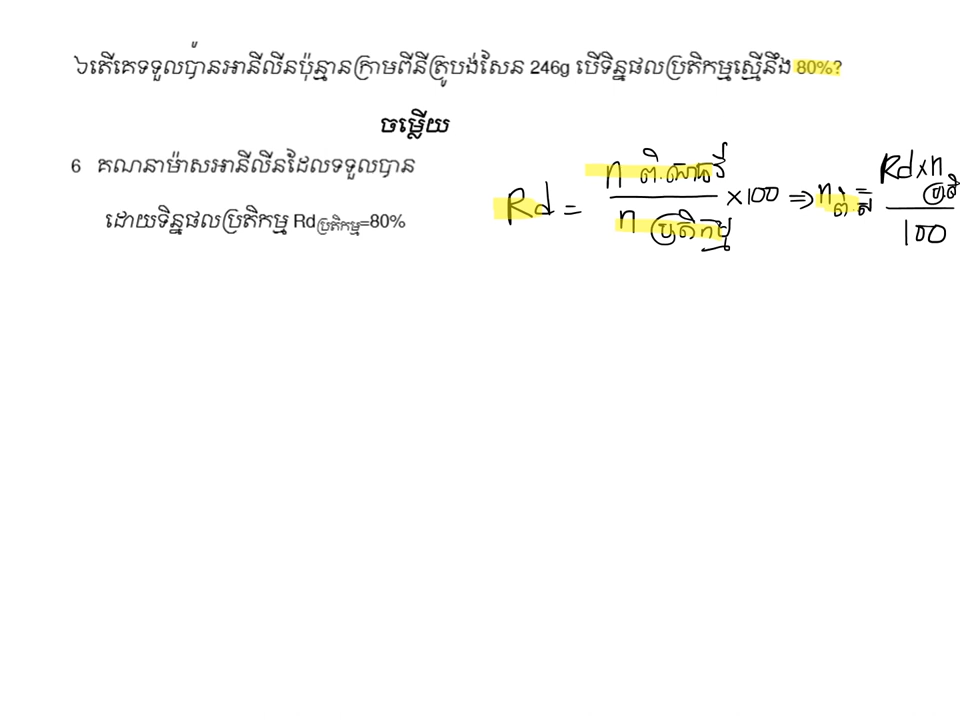 ៦តើគេទទួលបានអានីលីនប៉ុន្មានក្រាមពីនីត្រូបង់សែន 246g បើទិន្នផលប្រតិកម្មស្មើនឹង 80%?
ចម្លើយ
6 គណនាម៉ាសអានីលីនដែលទទួលបាន
ដោយទិន្នផលប្រតិកម្ម Rdប្រតិកម្ម=80%
Rd = n ពិសោធន៍ / n ប្រតិកម្ម × 100 ⇒ n ពិ.ស = Rd × n ប្រតិ / 100